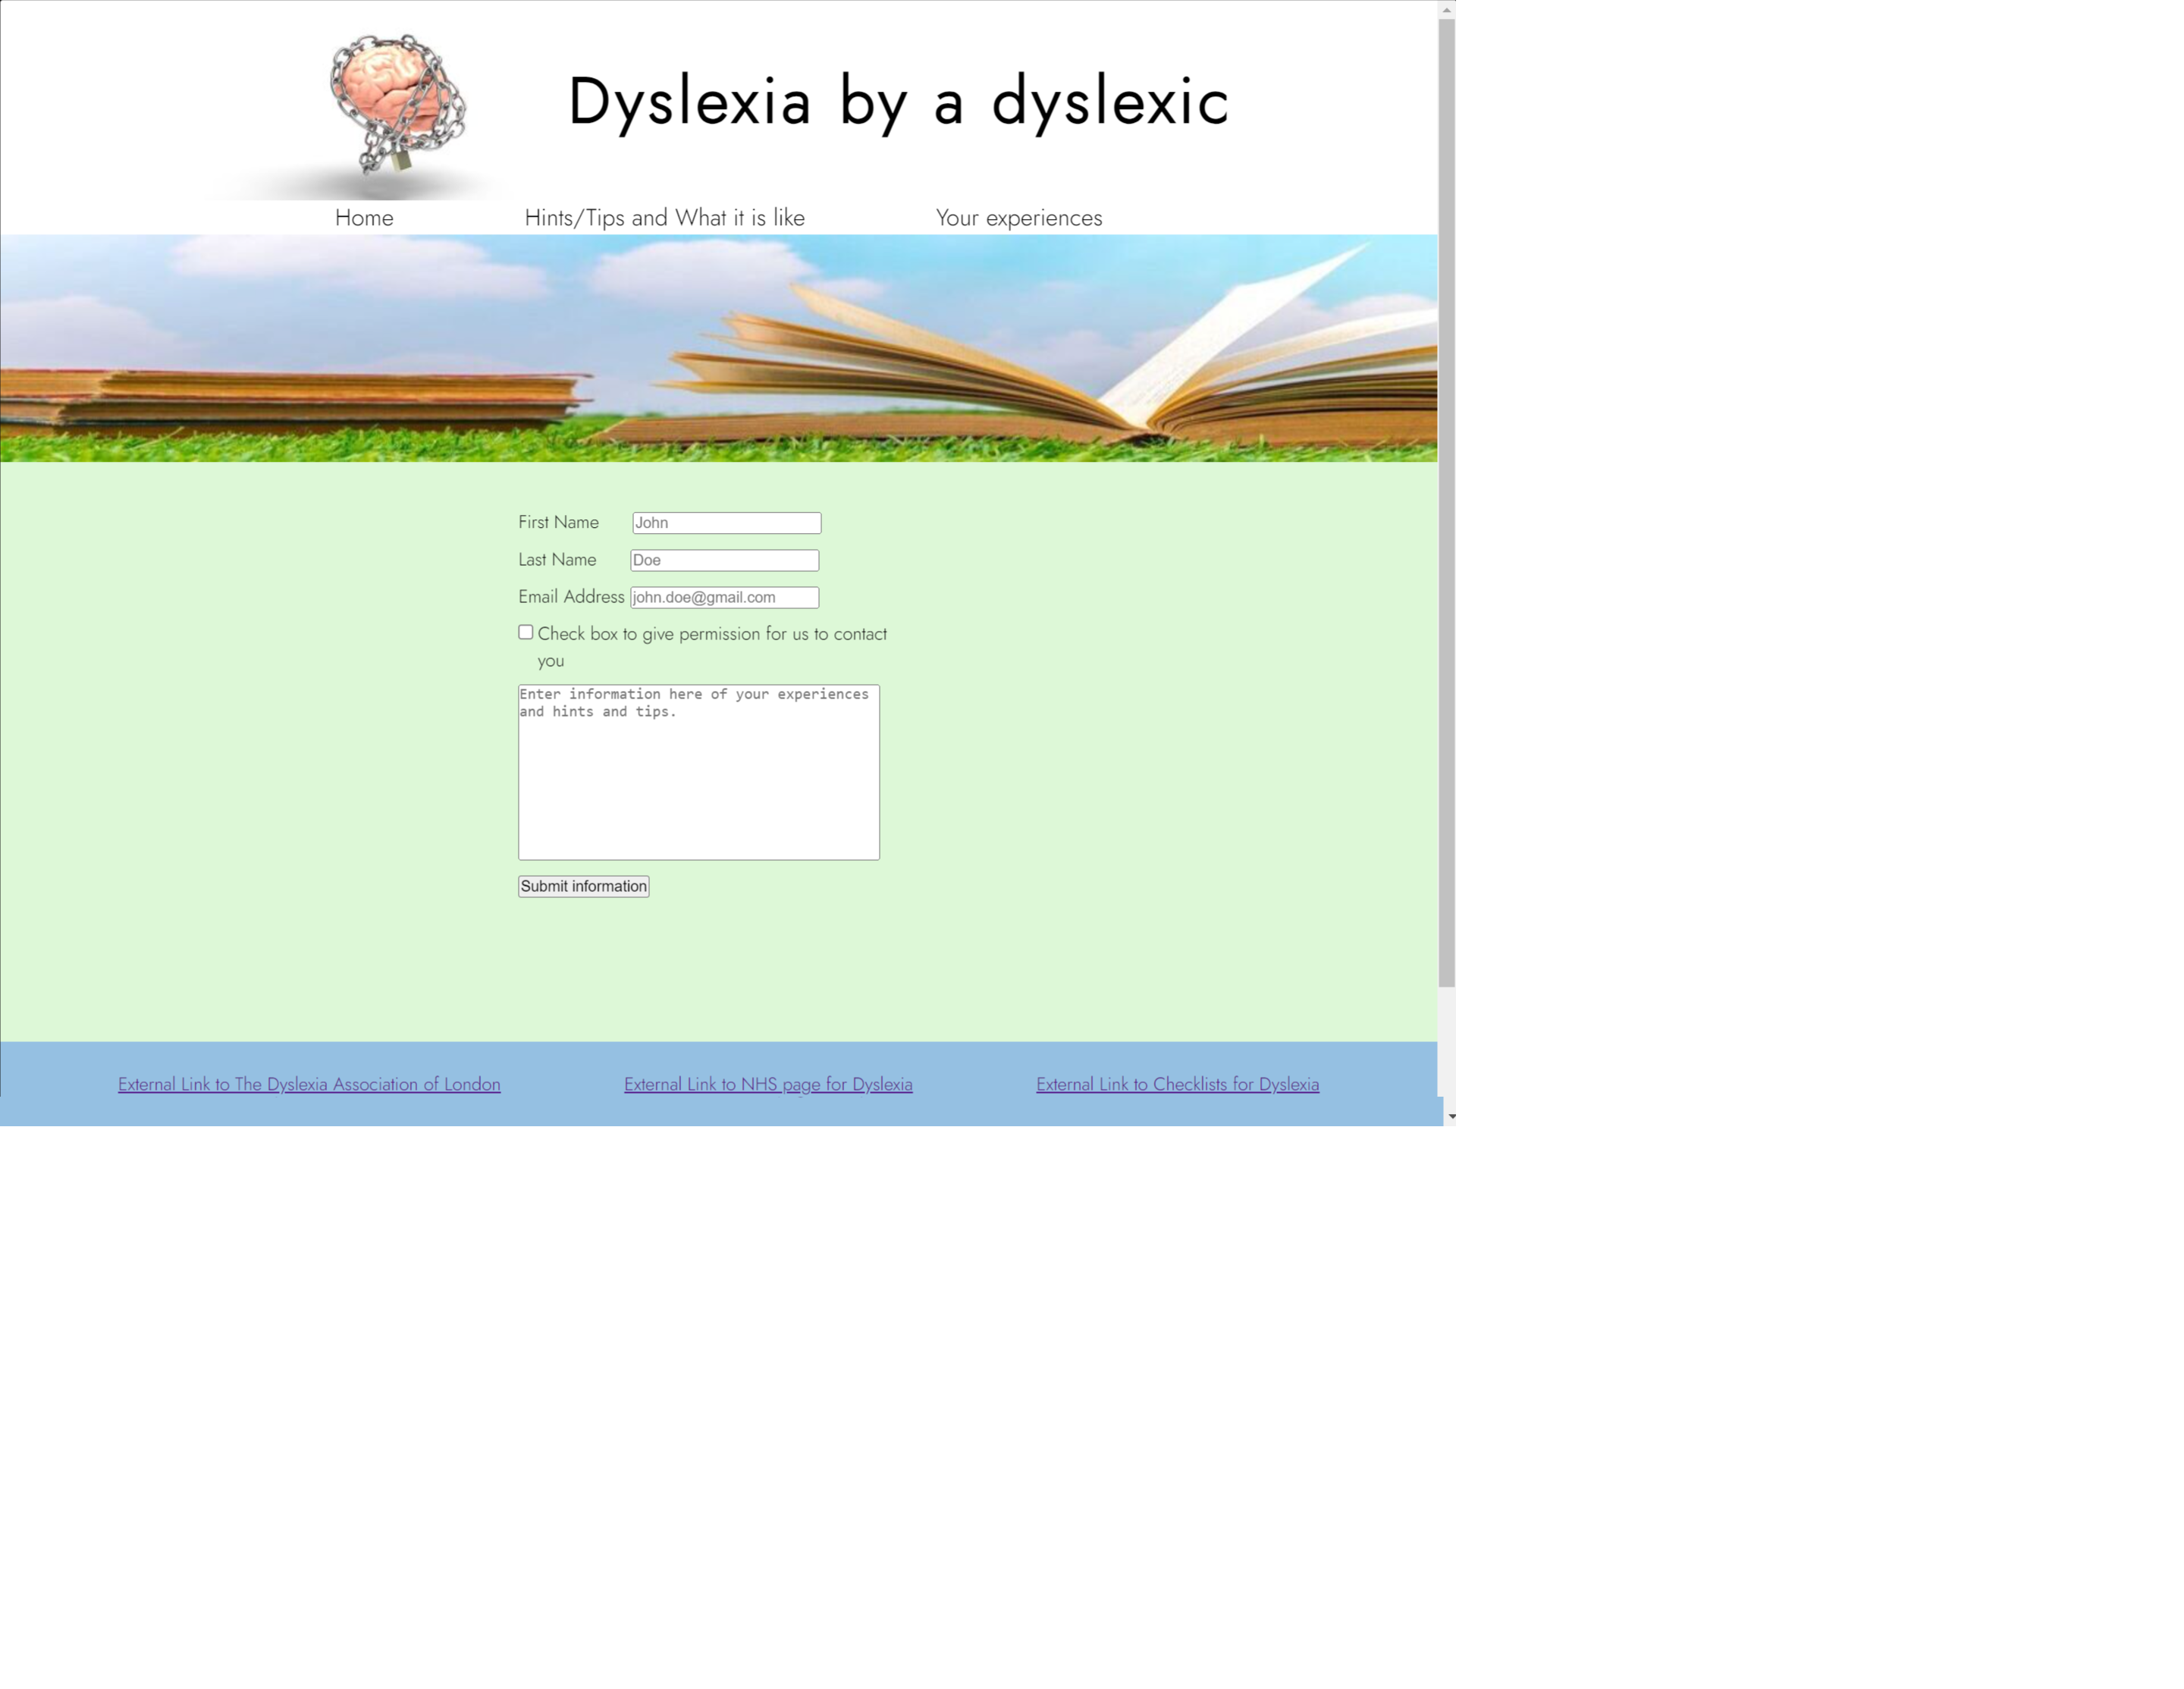 Dyslexia by a dyslexic
Home Hints/Tips and What it is like Your experiences
First Name John
Last Name Doe
Email Address john.doe@gmail.com
Check box to give permission for us to contact
you
Enter information here of your experiences
and hints and tips.
Submit information
External Link to The Dyslexia Association of London External Link to NHS page for Dyslexia External Link to Checklists for Dyslexia